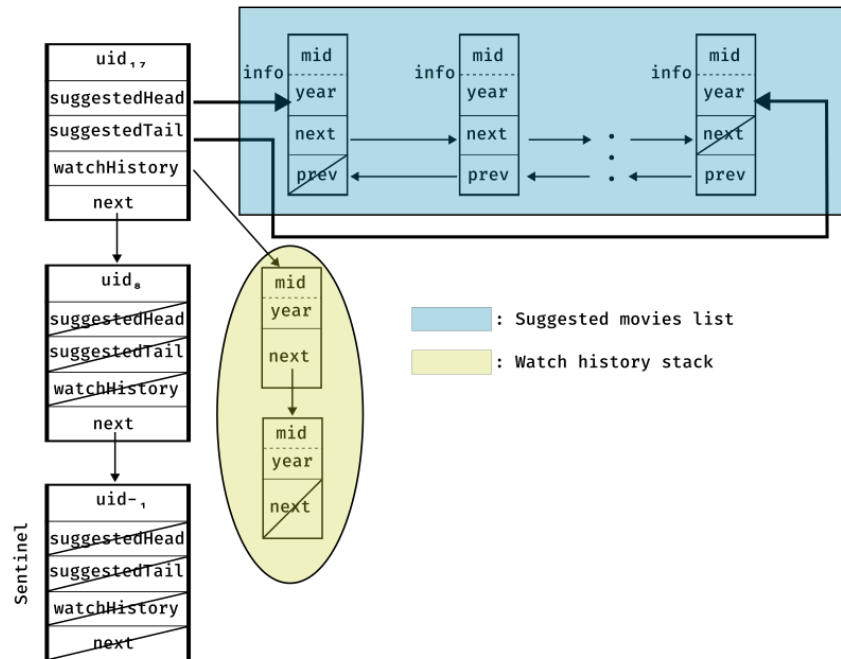 uid₁₇
suggestedHead
suggestedTail
watchHistory
next
info
mid
year
next
prev
info
mid
year
next
prev
:
info
mid
year
next
prev
uid₈
suggestedHead
suggestedTail
watchHistory
next
mid
year
next
mid
year
next
: Suggested movies list
: Watch history stack
Sentinel
uid-₁
suggestedHead
suggestedTail
watchHistory
next